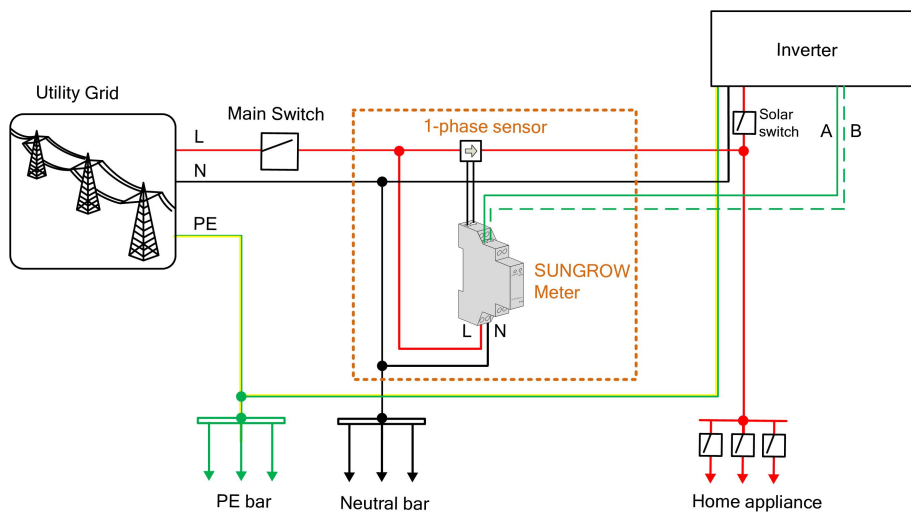 Inverter
Utility Grid
Main Switch
1-phase sensor
Solar
switch
A
B
L
N
PE
SUNGROW
Meter
L
N
PE bar
Neutral bar
Home appliance